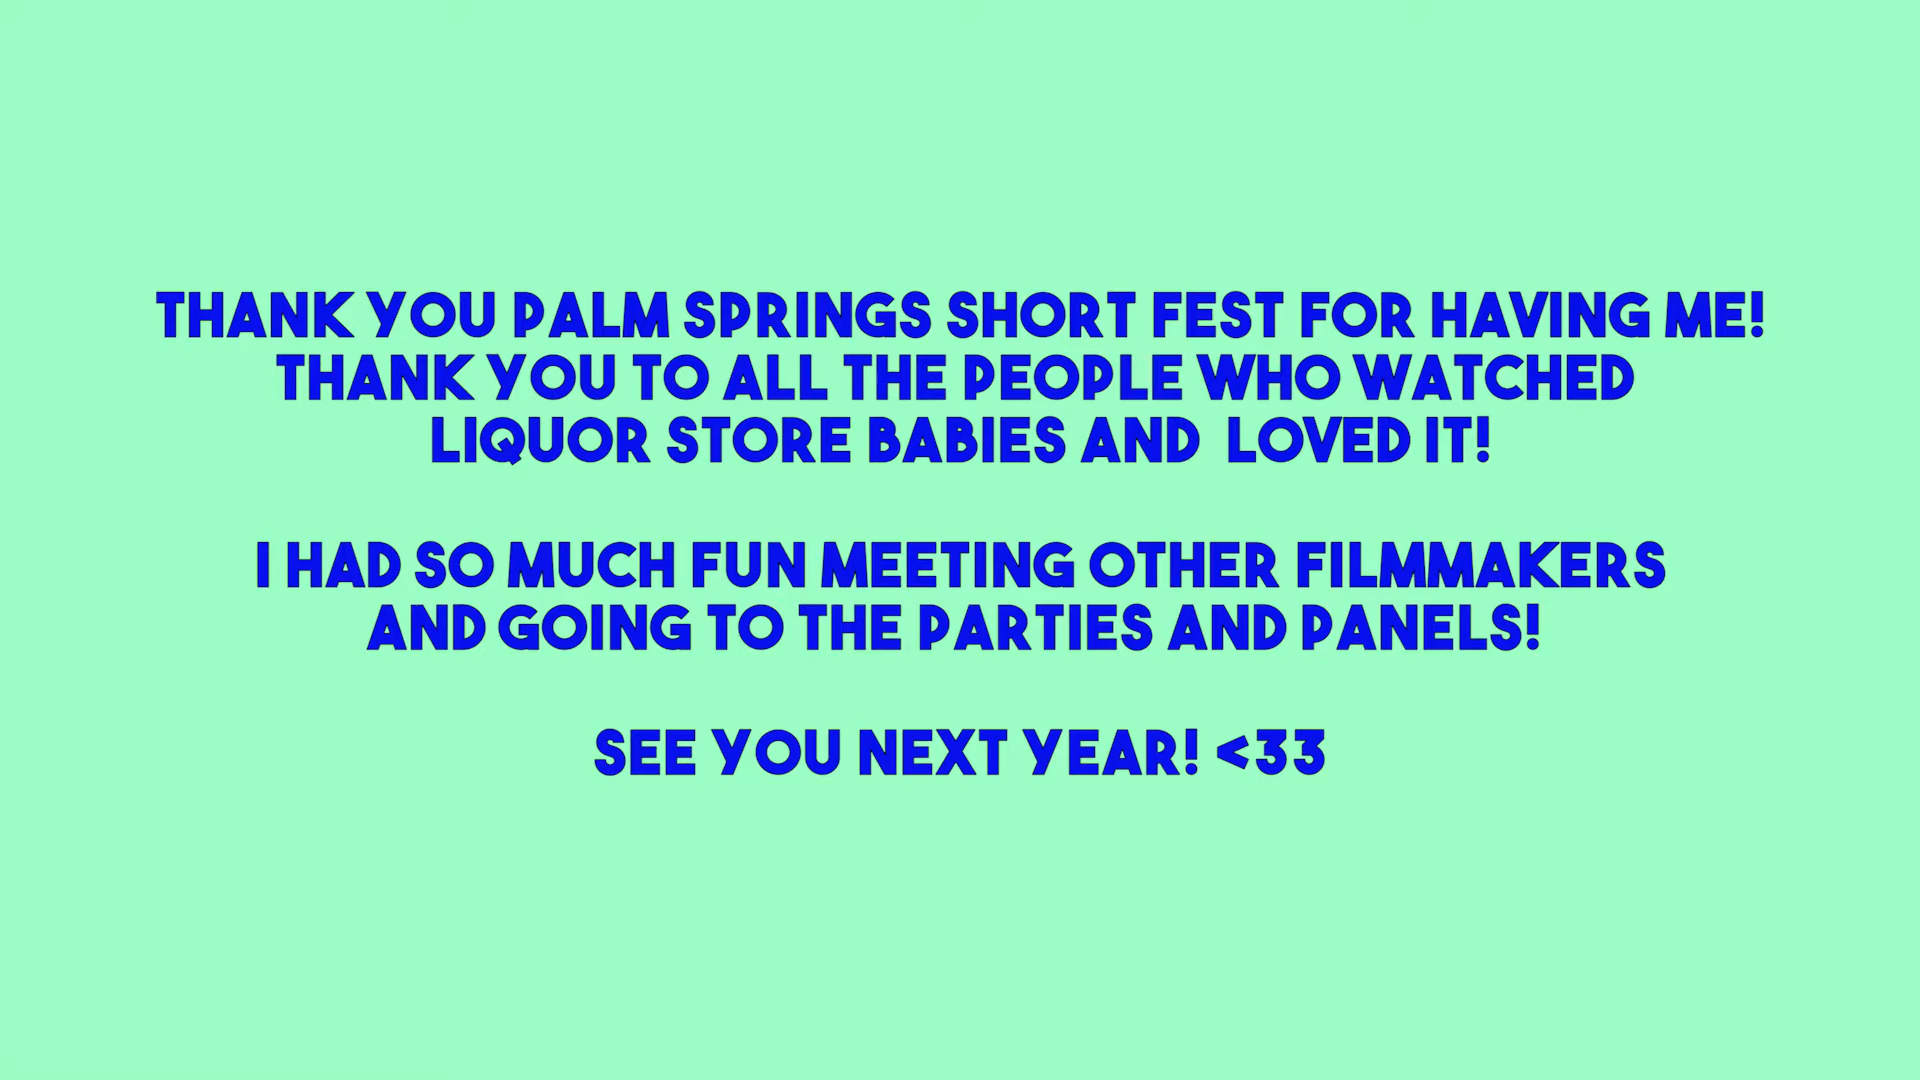 THANK YOU PALM SPRINGS SHORT FEST FOR HAVING ME!
THANK YOU TO ALL THE PEOPLE WHO WATCHED
LIQUOR STORE BABIES AND  LOVED IT!
I HAD SO MUCH FUN MEETING OTHER FILMMAKERS
AND GOING TO THE PARTIES AND PANELS!
SEE YOU NEXT YEAR! <33